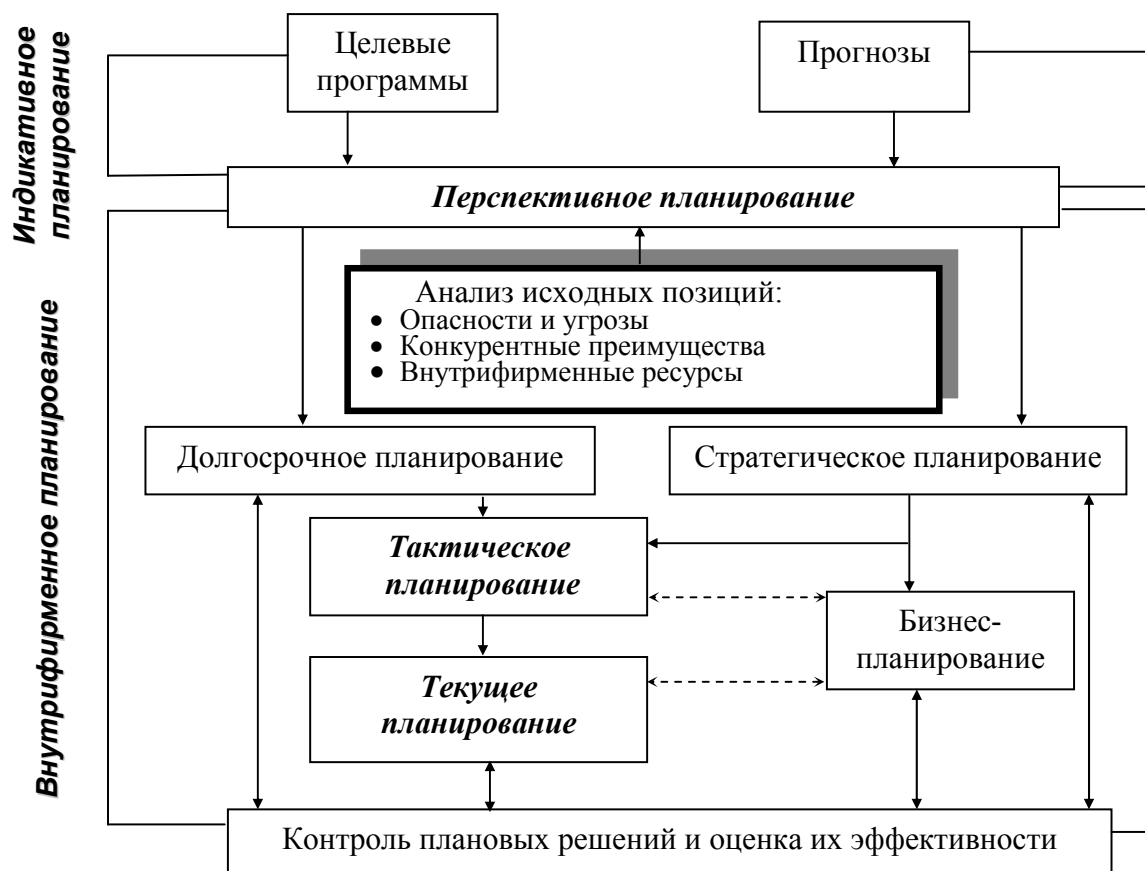 Индикативное
планирование
Целевые
программы
Прогнозы
Перспективное планирование
Внутрифирменное планирование
Анализ исходных позиций:
• Опасности и угрозы
• Конкурентные преимущества
• Внутрифирменные ресурсы
Долгосрочное планирование
Стратегическое планирование
Тактическое
планирование
Бизнес-
планирование
Текущее
планирование
Контроль плановых решений и оценка их эффективности